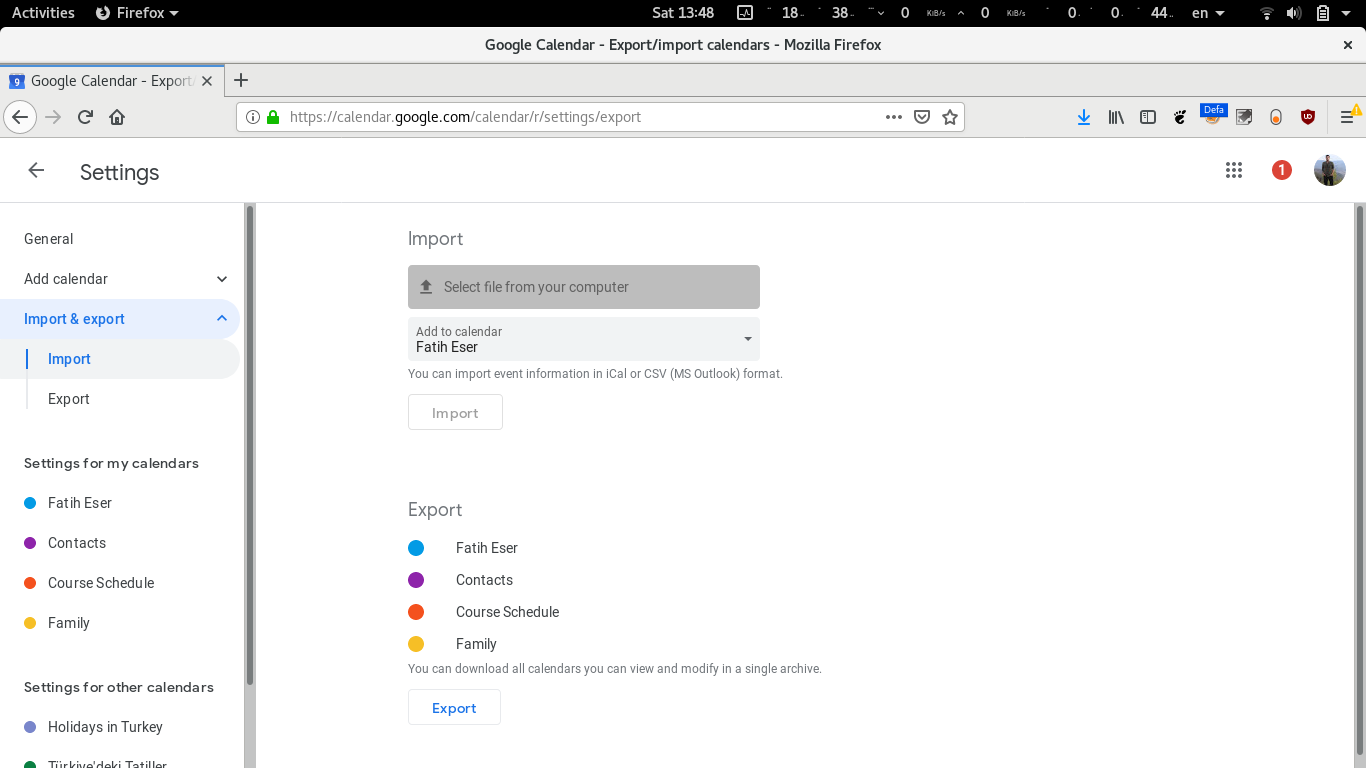 Activities Firefox Sat 13:48 18.. 38.. 0 KiB/s 0 KiB/s 0. 0. 44.. en
Google Calendar - Export/import calendars - Mozilla Firefox
9 Google Calendar - Export/
https://calendar.google.com/calendar/r/settings/export
Defa
Settings
1
General
Add calendar
Import & export
Import
Export
Settings for my calendars
Fatih Eser
Contacts
Course Schedule
Family
Settings for other calendars
Holidays in Turkey
Türkiye'deki Tatiller
Import
Select file from your computer
Add to calendar
Fatih Eser
You can import event information in iCal or CSV (MS Outlook) format.
Import
Export
Fatih Eser
Contacts
Course Schedule
Family
You can download all calendars you can view and modify in a single archive.
Export